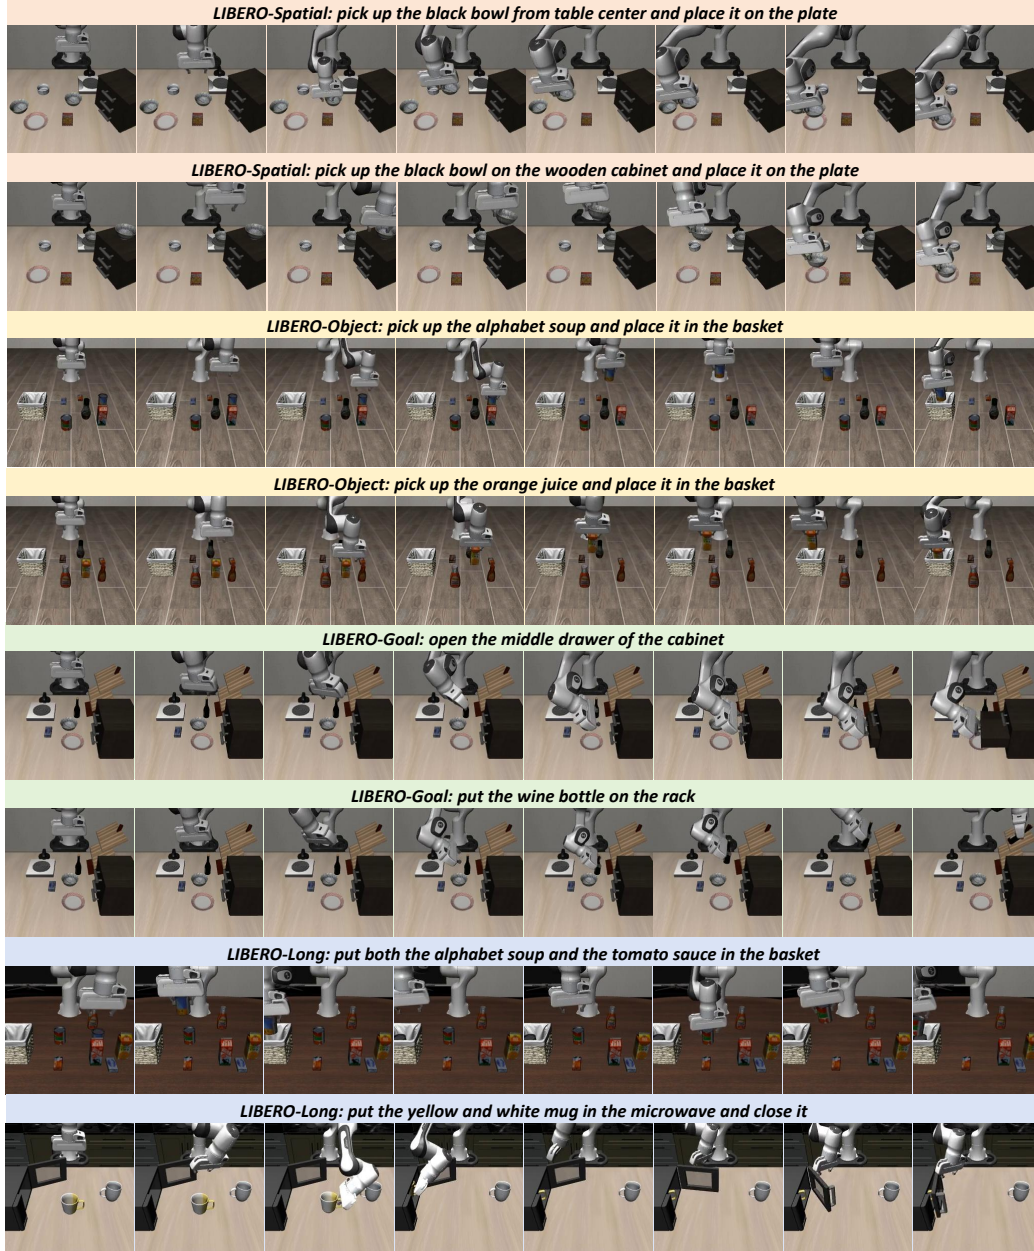 LIBERO-Spatial: pick up the black bowl from table center and place it on the plate
LIBERO-Spatial: pick up the black bowl on the wooden cabinet and place it on the plate
LIBERO-Object: pick up the alphabet soup and place it in the basket
LIBERO-Object: pick up the orange juice and place it in the basket
LIBERO-Goal: open the middle drawer of the cabinet
LIBERO-Goal: put the wine bottle on the rack
LIBERO-Long: put both the alphabet soup and the tomato sauce in the basket
LIBERO-Long: put the yellow and white mug in the microwave and close it